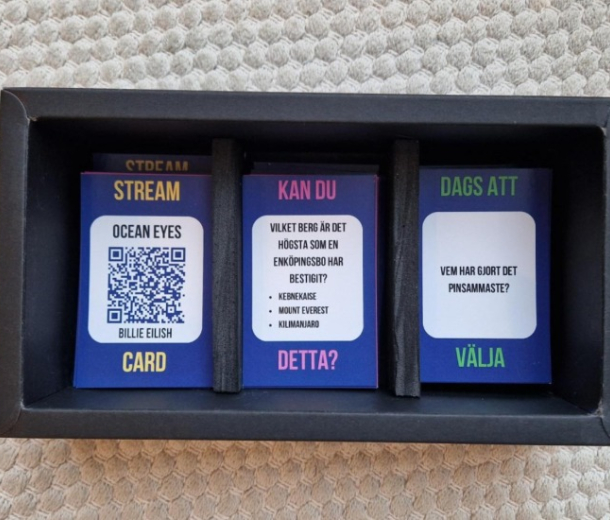 STREAM
STREAM
OCEAN EYES
BILLIE EILISH
CARD
KAN DU
VILKET BERG ÄR DET
HÖGSTA SOM EN
ENKÖPINGSBO HAR
BESTIGIT?
• KEBNEKAISE
• MOUNT EVEREST
• KILIMANJARO
DETTA?
DAGS ATT
VEM HAR GJORT DET
PINSAMMASTE?
VÄLJA